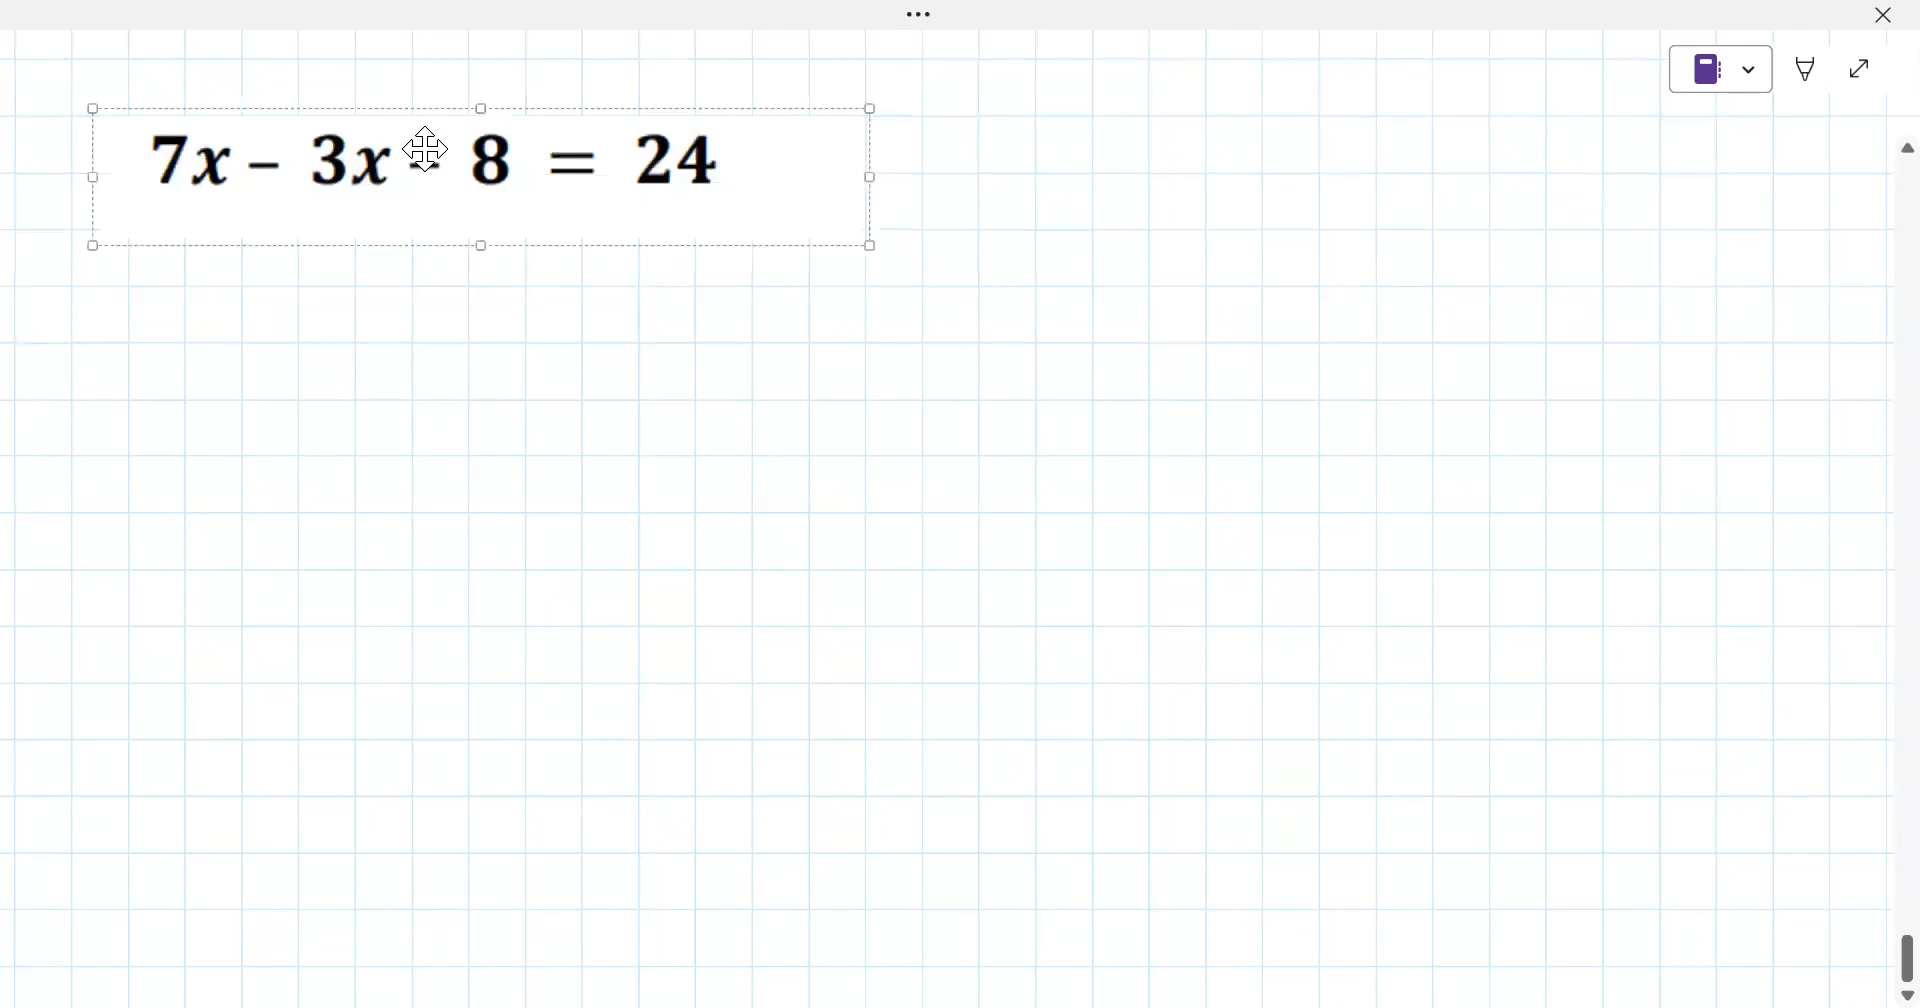 7x – 3x – 8 = 24